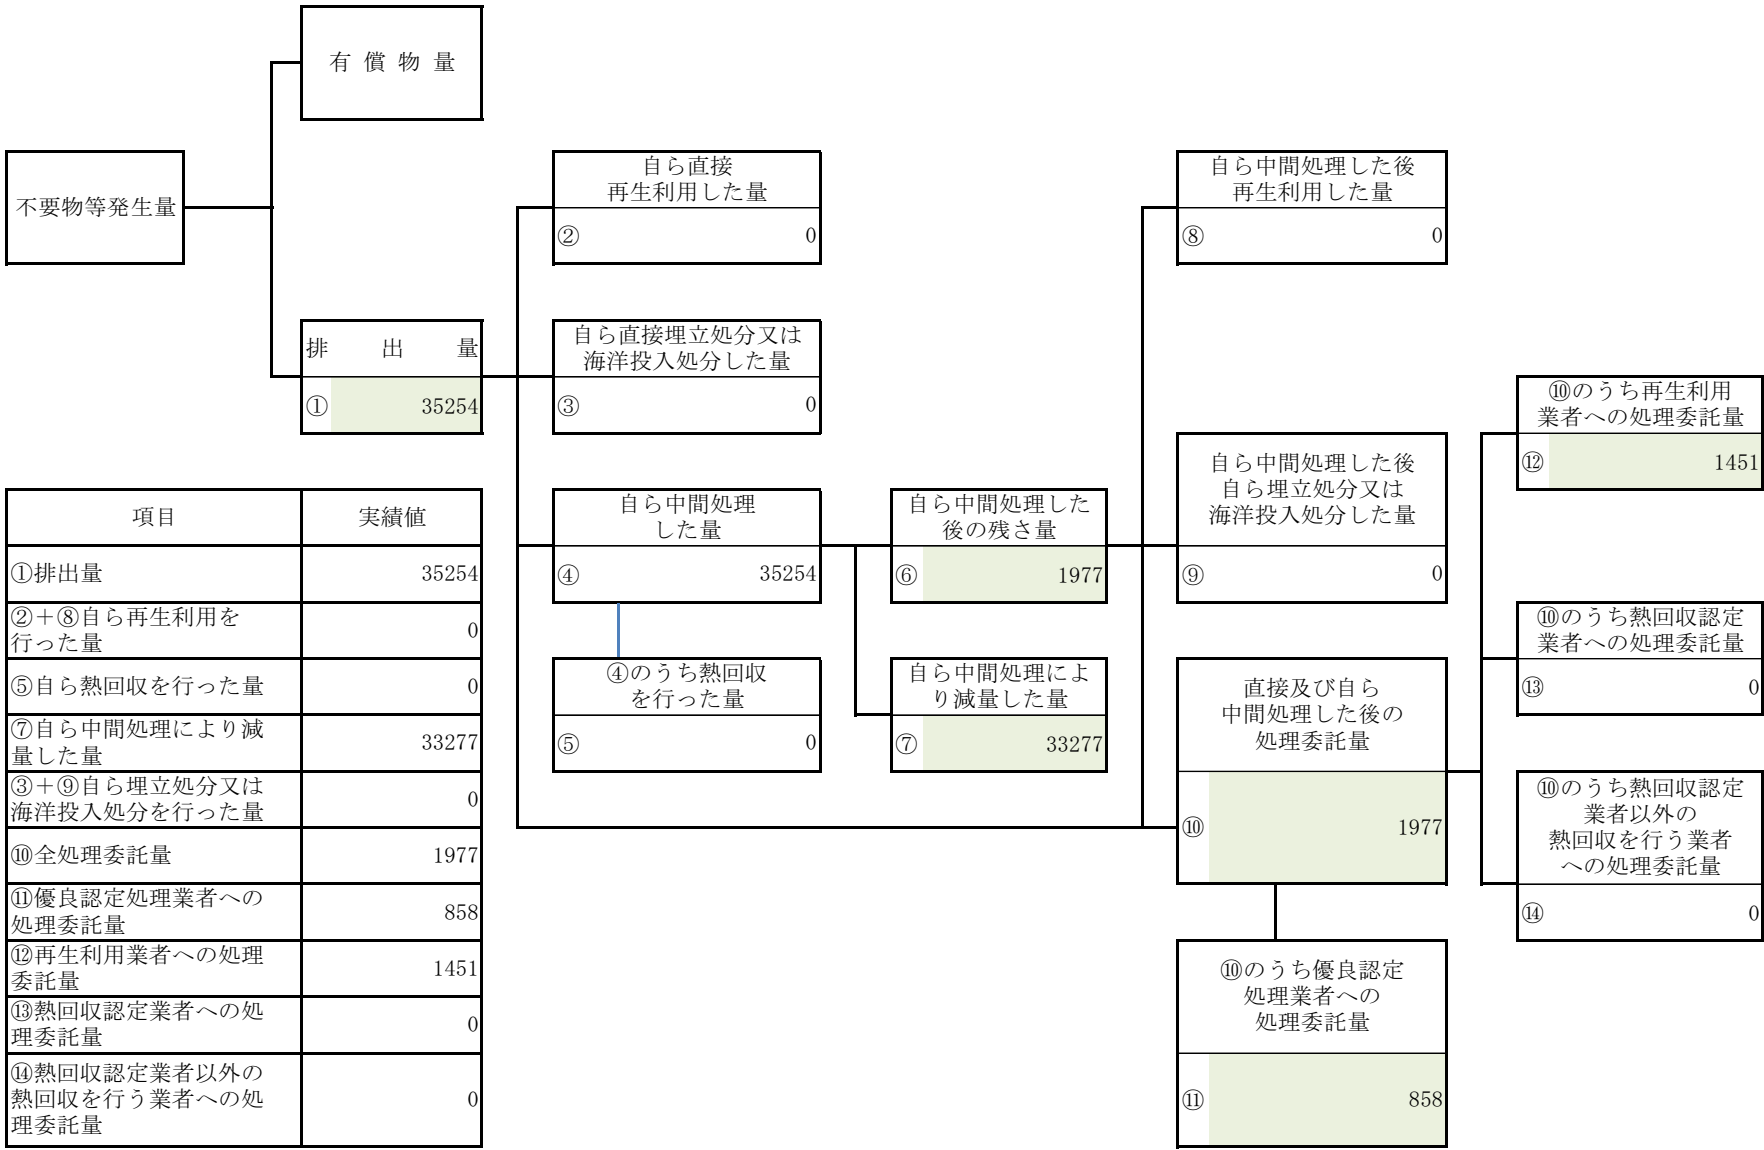 有償物量
不要物等発生量
排出量
① 35254
自ら直接
再生利用した量
② 0
自ら直接埋立処分又は
海洋投入処分した量
③ 0
自ら中間処理
した量
④ 35254
④のうち熱回収
を行った量
⑤ 0
自ら中間処理した
後の残さ量
⑥ 1977
自ら中間処理によ
り減量した量
⑦ 33277
自ら中間処理した後
再生利用した量
⑧ 0
自ら中間処理した後
自ら埋立処分又は
海洋投入処分した量
⑨ 0
直接及び自ら
中間処理した後の
処理委託量
⑩ 1977
⑩のうち優良認定
処理業者への
処理委託量
⑪ 858
⑩のうち再生利用
業者への処理委託量
⑫ 1451
⑩のうち熱回収認定
業者への処理委託量
⑬ 0
⑩のうち熱回収認定
業者以外の
熱回収を行う業者
への処理委託量
⑭ 0
項目 実績値
①排出量 35254
②+⑧自ら再生利用を
行った量 0
⑤自ら熱回収を行った量 0
⑦自ら中間処理により減
量した量 33277
③+⑨自ら埋立処分又は
海洋投入処分を行った量 0
⑩全処理委託量 1977
⑪優良認定処理業者への
処理委託量 858
⑫再生利用業者への処理
委託量 1451
⑬熱回収認定業者への処
理委託量 0
⑭熱回収認定業者以外の
熱回収を行う業者への処
理委託量 0